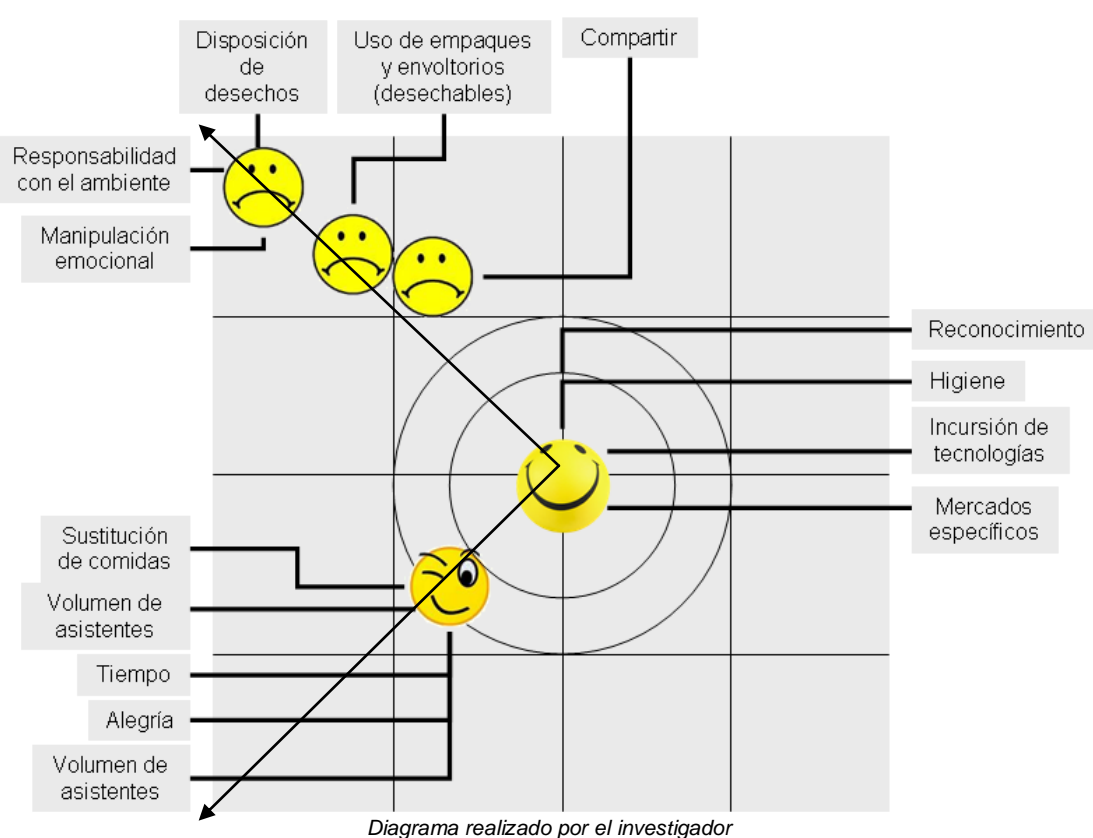 Disposición
de
desechos
Uso de empaques
y envoltorios
(desechables)
Compartir
Responsabilidad
con el ambiente
Manipulación
emocional
Reconocimiento
Higiene
Incursión de
tecnologías
Mercados
específicos
Sustitución
de comidas
Volumen de
asistentes
Tiempo
Alegría
Volumen de
asistentes
Diagrama realizado por el investigador